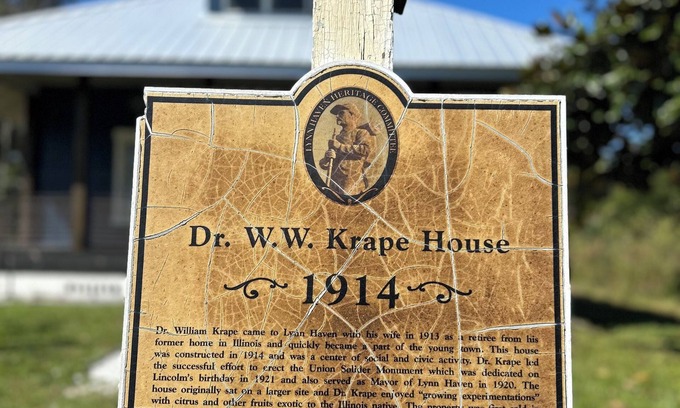 LYNN HAVEN HERITAGE COMMITTEE
Dr. W.W. Krape House
1914
Dr. William Krape came to Lynn Haven with his wife in 1913 as a retiree from his
former home in Illinois and quickly became a part of the young town. This house
was constructed in 1914 and was a center of social and civic activity. Dr. Krape led
the successful effort to erect the Union Soldier Monument which was dedicated on
Lincoln's birthday in 1921 and also served as Mayor of Lynn Haven in 1920. The
house originally sat on a larger site and Dr. Krape enjoyed "growing experimentations"
with citrus and other fruits exotic to the Illinois native. The property was first sold